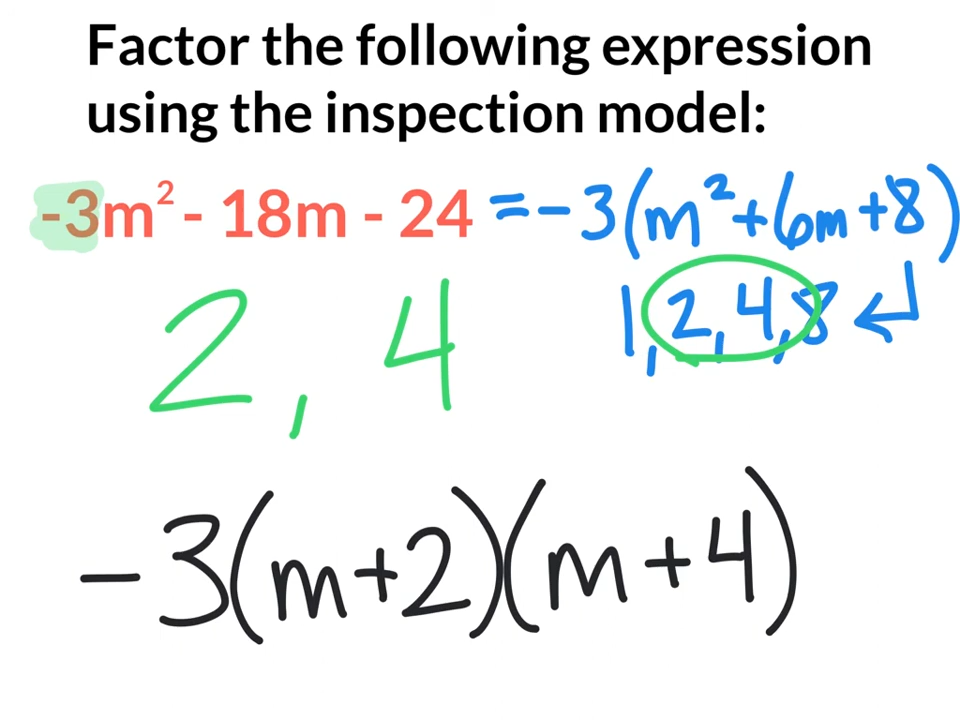 Factor the following expression
using the inspection model:
-3m² - 18m - 24 = -3(m²+6m+8)
1, 2, 4, 8
2, 4
-3(m+2)(m+4)